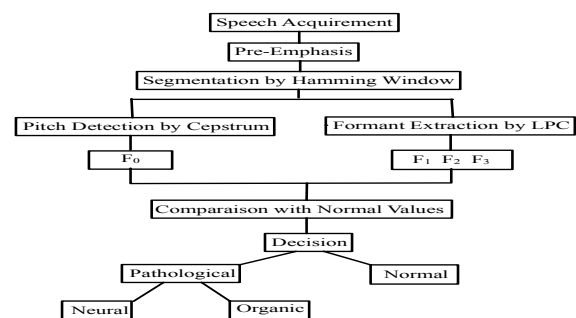 Speech Acquirement
Pre-Emphasis
Segmentation by Hamming Window
Pitch Detection by Cepstrum
Formant Extraction by LPC
F₀
F₁ F₂ F₃
Comparaison with Normal Values
Decision
Pathological
Normal
Neural
Organic